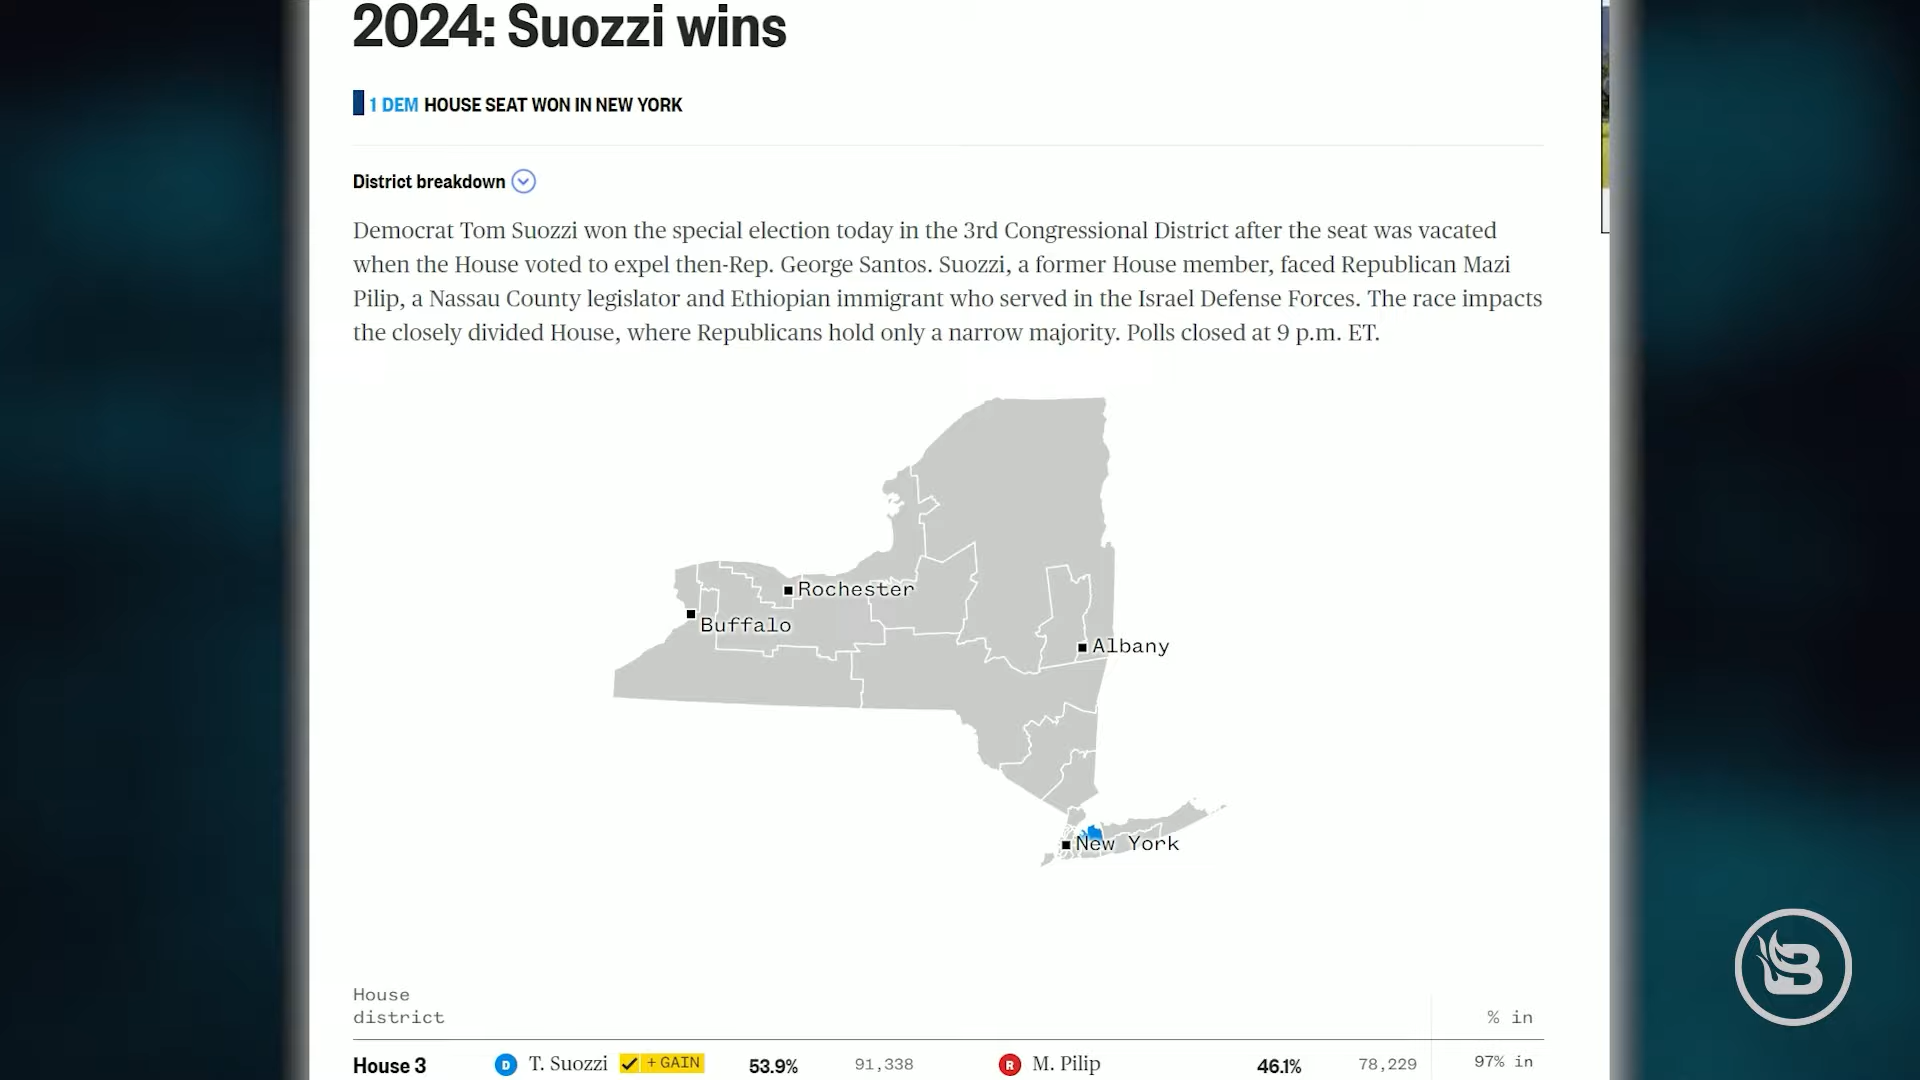 2024: Suozzi wins
1 DEM HOUSE SEAT WON IN NEW YORK
District breakdown
Democrat Tom Suozzi won the special election today in the 3rd Congressional District after the seat was vacated
when the House voted to expel then-Rep. George Santos. Suozzi, a former House member, faced Republican Mazi
Pilip, a Nassau County legislator and Ethiopian immigrant who served in the Israel Defense Forces. The race impacts
the closely divided House, where Republicans hold only a narrow majority. Polls closed at 9 p.m. ET.
Rochester
Buffalo
Albany
New York
B
House
district
% in
House 3 D T. Suozzi + GAIN 53.9% 91,338 R M. Pilip 46.1% 78,229 97% in